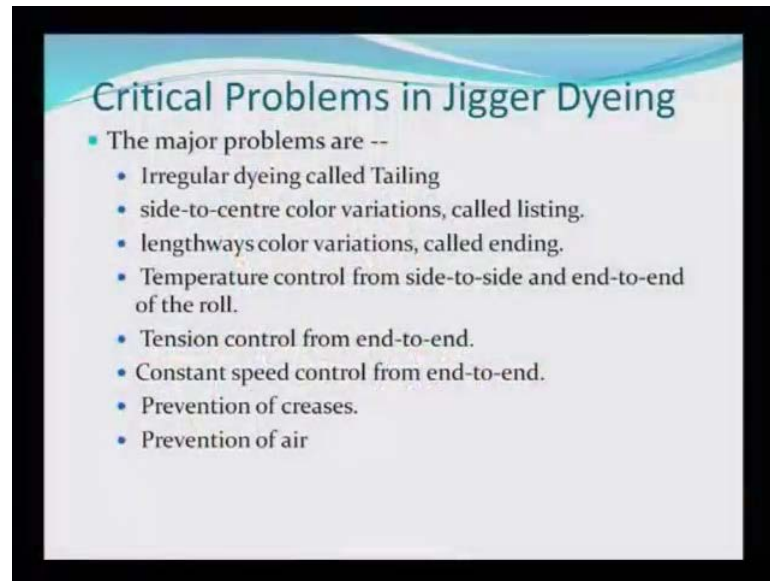 Critical Problems in Jigger Dyeing
The major problems are --
Irregular dyeing called Tailing
side-to-centre color variations, called listing.
lengthways color variations, called ending.
Temperature control from side-to-side and end-to-end
of the roll.
Tension control from end-to-end.
Constant speed control from end-to-end.
Prevention of creases.
Prevention of air